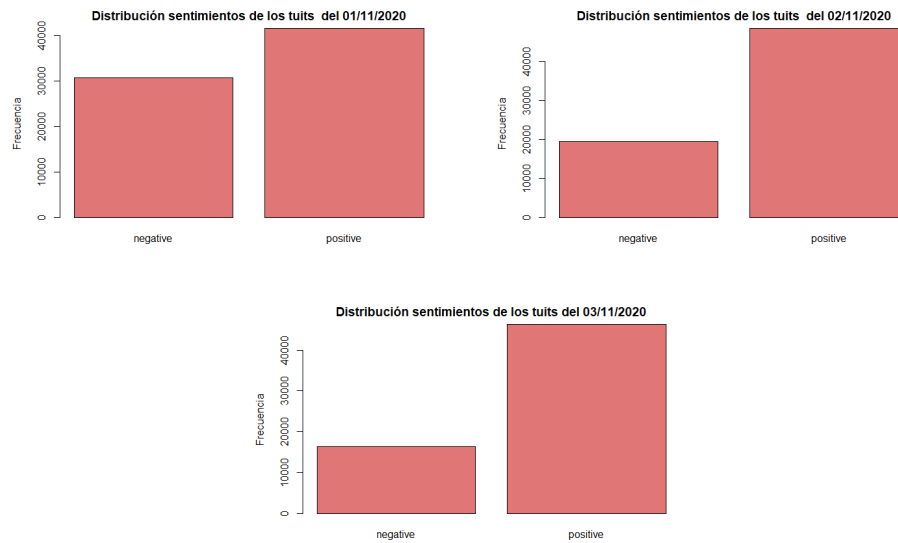 Distribución sentimientos de los tuits  del 01/11/2020
Frecuencia
40000
30000
20000
10000
0
negative
positive
Distribución sentimientos de los tuits  del 02/11/2020
Frecuencia
40000
30000
20000
10000
0
negative
positive
Distribución sentimientos de los tuits del 03/11/2020
Frecuencia
40000
30000
20000
10000
0
negative
positive